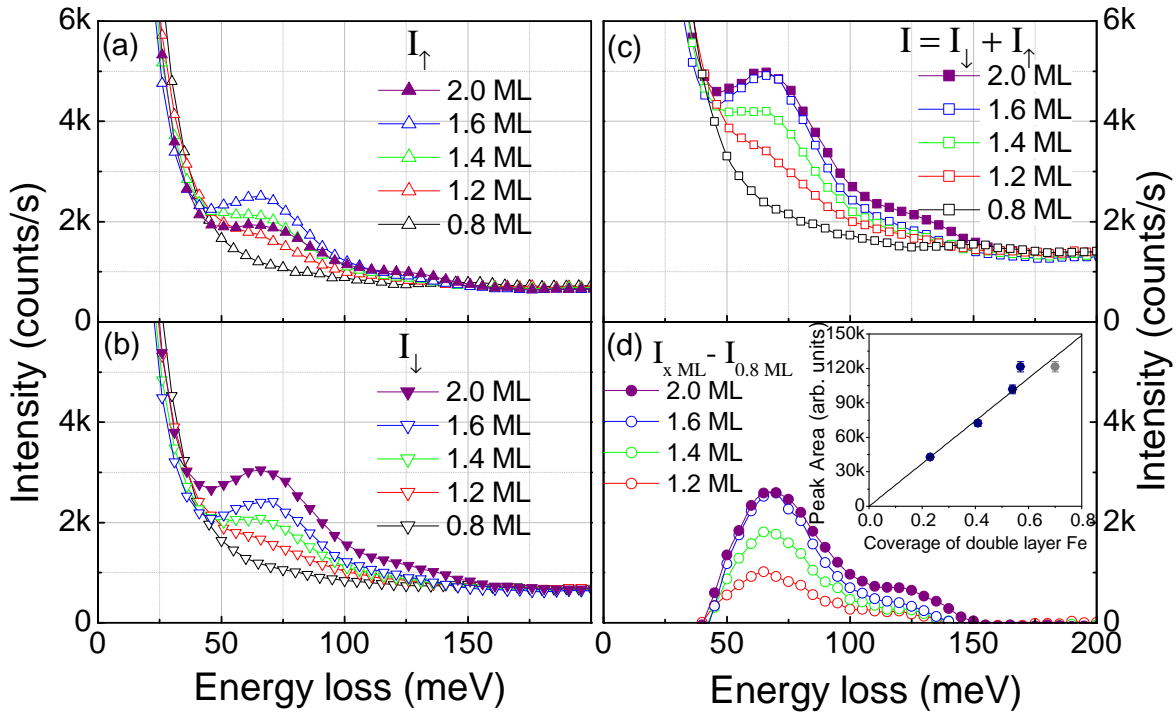 6k
4k
2k
0
(a)
I↑
2.0 ML
1.6 ML
1.4 ML
1.2 ML
0.8 ML
4k
2k
0
(b)
I↓
2.0 ML
1.6 ML
1.4 ML
1.2 ML
0.8 ML
0 50 100 150
Energy loss (meV)
Intensity (counts/s)
(c)
I = I↓ + I↑
2.0 ML
1.6 ML
1.4 ML
1.2 ML
0.8 ML
6k
4k
2k
0
(d)
I x ML - I 0.8 ML
2.0 ML
1.6 ML
1.4 ML
1.2 ML
150k
120k
90k
60k
30k
0
Peak Area (arb. units)
0.0 0.2 0.4 0.6 0.8
Coverage of double layer Fe
4k
2k
0
0 50 100 150 200
Energy loss (meV)
Intensity (counts/s)